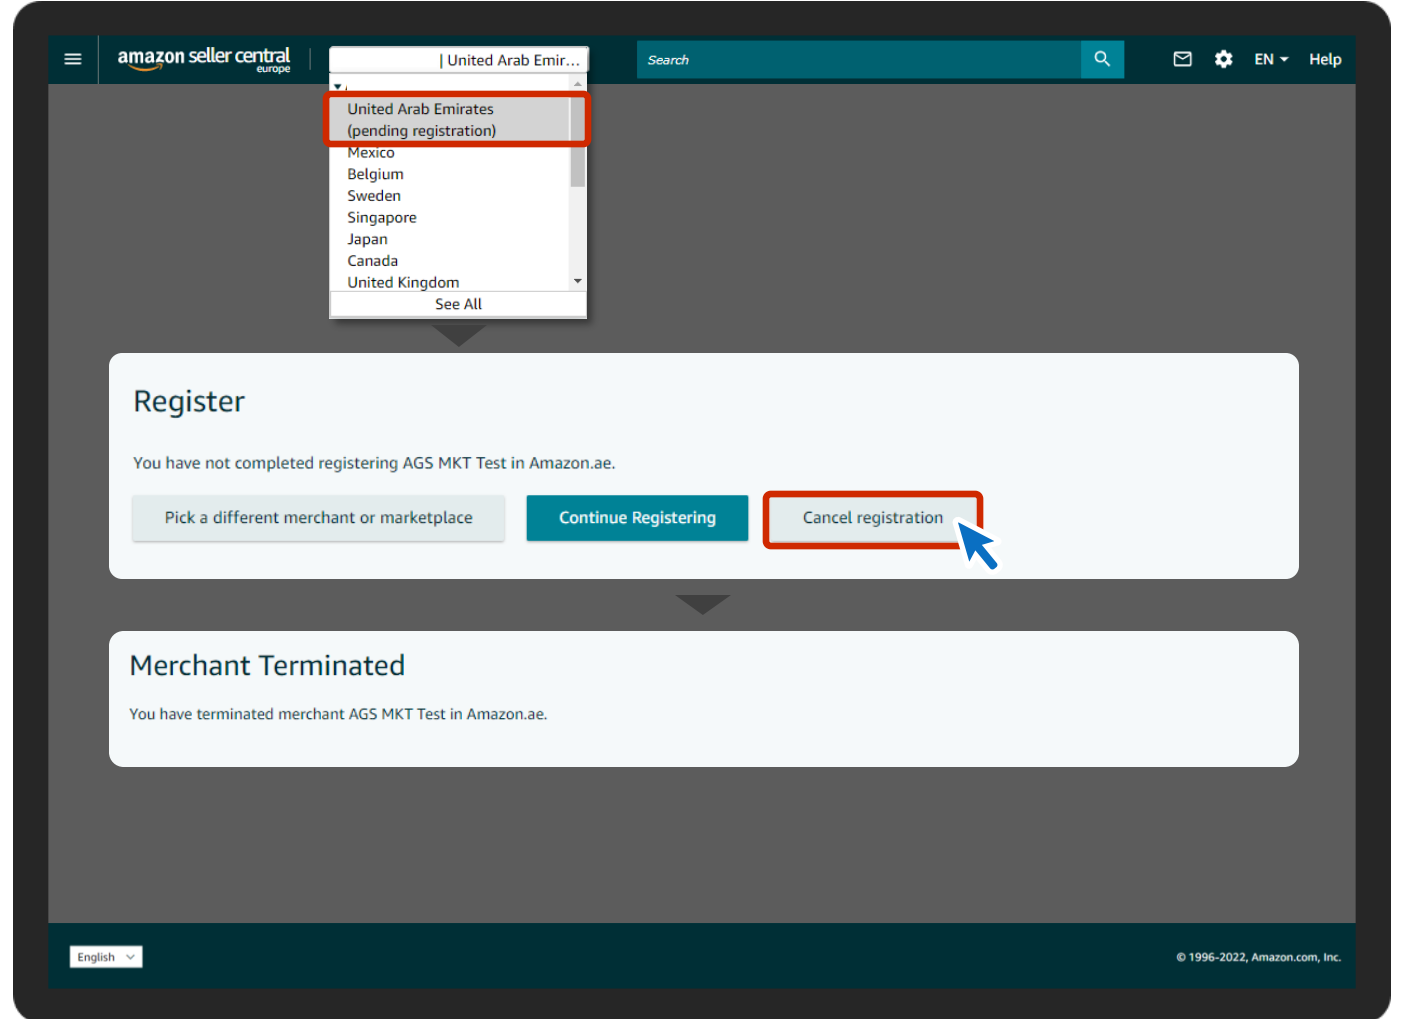 amazon seller central
europe
| United Arab Emir...
Search
EN
Help
United Arab Emirates
(pending registration)
Mexico
Belgium
Sweden
Singapore
Japan
Canada
United Kingdom
See All
Register
You have not completed registering AGS MKT Test in Amazon.ae.
Pick a different merchant or marketplace
Continue Registering
Cancel registration
Merchant Terminated
You have terminated merchant AGS MKT Test in Amazon.ae.
English
© 1996-2022, Amazon.com, Inc.